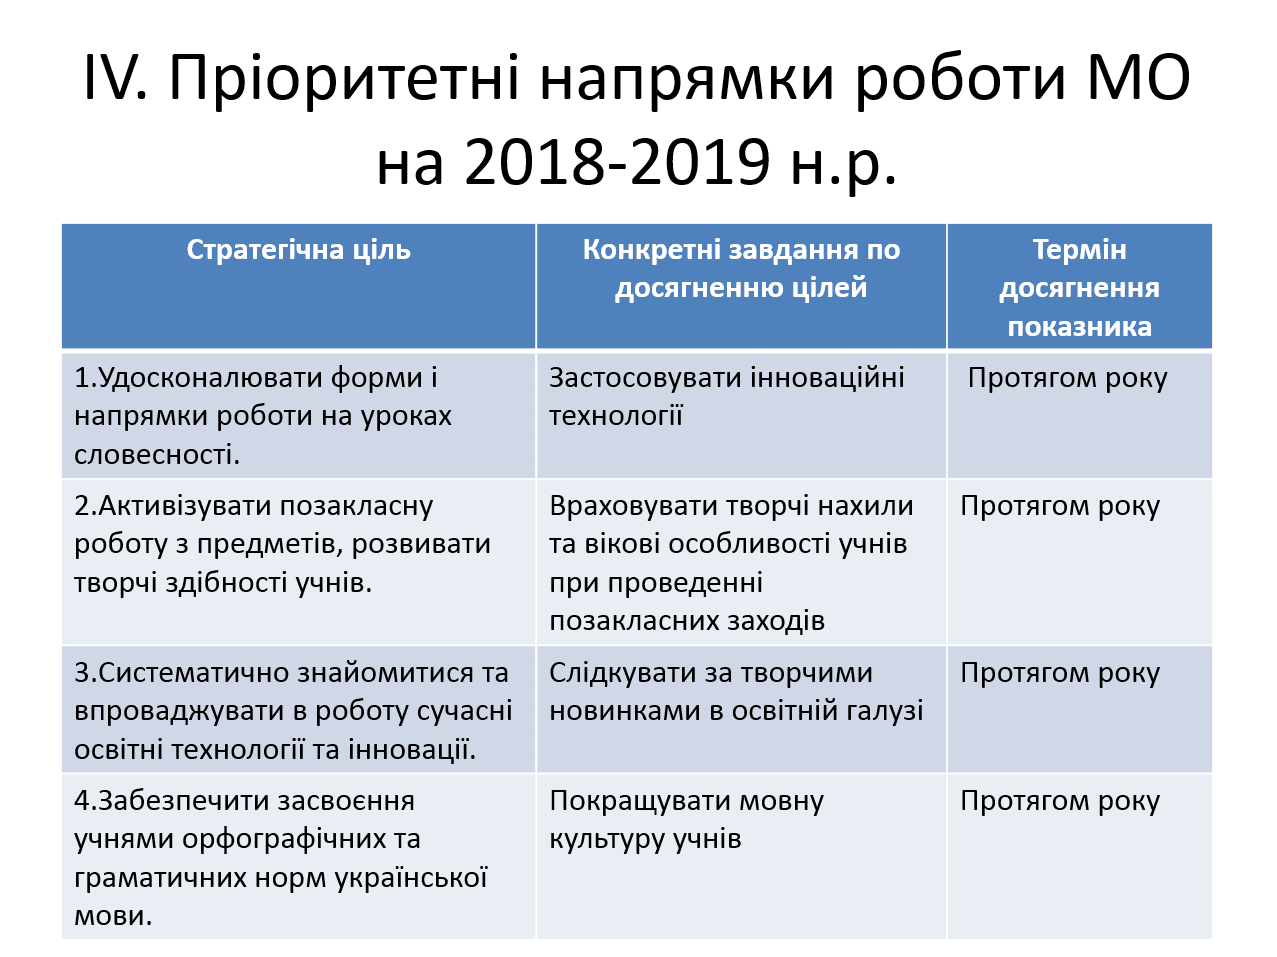 IV. Пріоритетні напрямки роботи МО
на 2018-2019 н.р.
Стратегічна ціль
Конкретні завдання по
досягненню цілей
Термін
досягнення
показника
1.Удосконалювати форми і
напрямки роботи на уроках
словесності.
Застосовувати інноваційні
технології
Протягом року
2.Активізувати позакласну
роботу з предметів, розвивати
творчі здібності учнів.
Враховувати творчі нахили
та вікові особливості учнів
при проведенні
позакласних заходів
Протягом року
3.Систематично знайомитися та
впроваджувати в роботу сучасні
освітні технології та інновації.
Слідкувати за творчими
новинками в освітній галузі
Протягом року
4.Забезпечити засвоєння
учнями орфографічних та
граматичних норм української
мови.
Покращувати мовну
культуру учнів
Протягом року